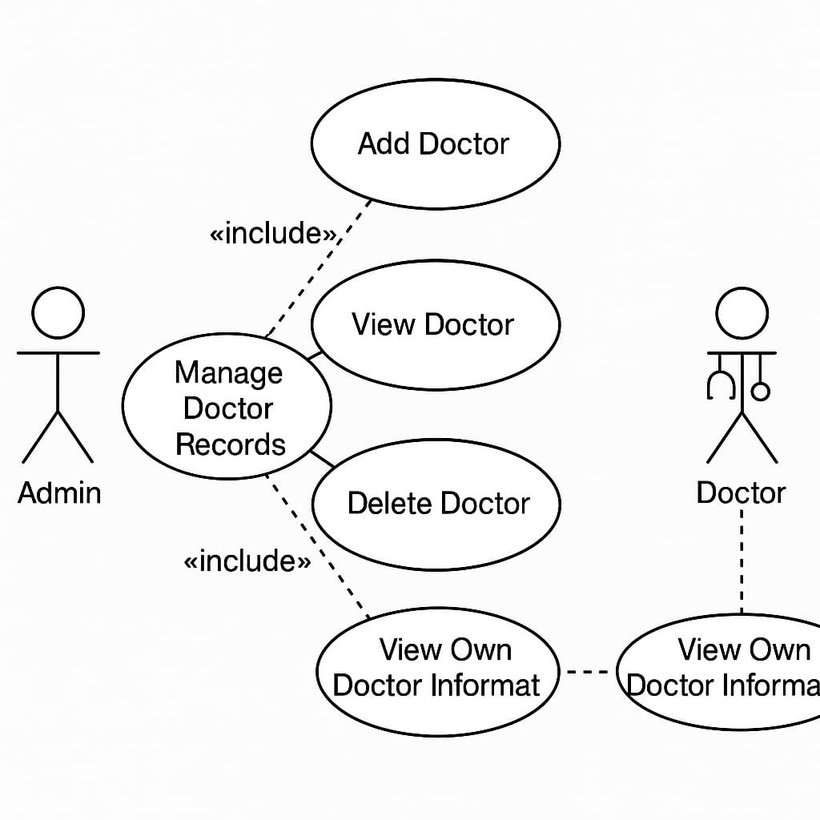 Add Doctor
«include»
View Doctor
Manage
Doctor
Records
Admin
Doctor
Delete Doctor
«include»
View Own
Doctor Informat
View Own
Doctor Informa